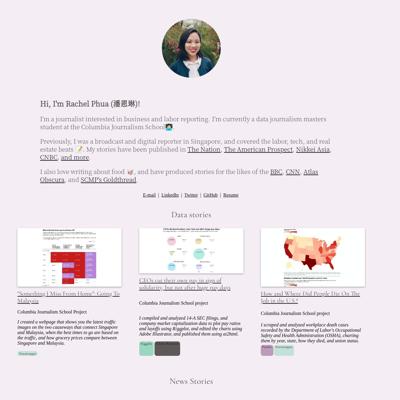 Hi, I'm Rachel Phua (潘恩琳)!
I'm a journalist interested in business and labor reporting. I'm currently a data journalism masters
student at the Columbia Journalism School
Previously, I was a broadcast and digital reporter in Singapore, and covered the labor, tech, and real
estate beats. My stories have been published in The Nation, The American Prospect, Nikkei Asia,
CNBC, and more.
I also love writing about food, and have produced stories for the likes of the BBC, CNN, Atlas
Obscura, and SCMP's Goldthread.
E-mail | LinkedIn | Twitter | GitHub | Resume
Data stories
"Something I Miss From Home": Going To
Malaysia
Columbia Journalism School Project
I created a webpage that shows you the latest traffic
images on the two causeways that connect Singapore
and Malaysia, when the best times to go are based on
the traffic, and how grocery prices compare between
Singapore and Malaysia.
CEOs cut their own pay in sign of
solidarity, but not after huge pay days
Columbia Journalism School project
I compiled and analyzed 14-A SEC filings, and
company market capitalization data to plot pay ratios
and layoffs using R/ggplot, and edited the charts using
Adobe Illustrator, and published them using ai2html.
How and Where Did People Die On The
Job in the U.S.?
Columbia Journalism School project
I scraped and analyzed workplace death cases
recorded by the Department of Labor's Occupational
Safety and Health Administration (OSHA), charting
them by year, state, how they died, and union status.
News Stories